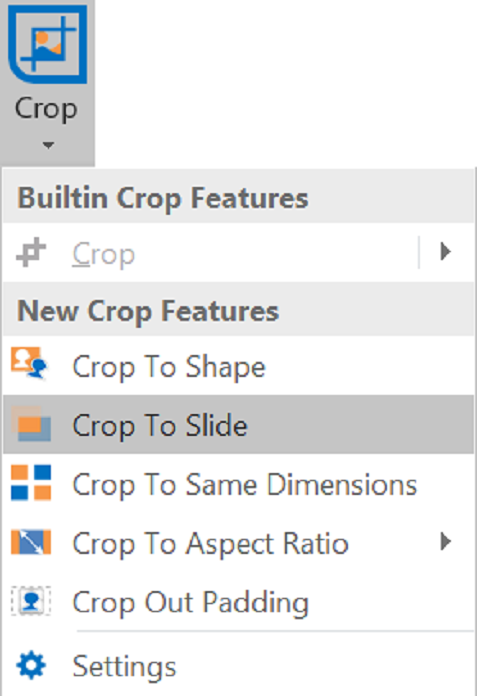 Crop
Builtin Crop Features
Crop
New Crop Features
Crop To Shape
Crop To Slide
Crop To Same Dimensions
Crop To Aspect Ratio
Crop Out Padding
Settings